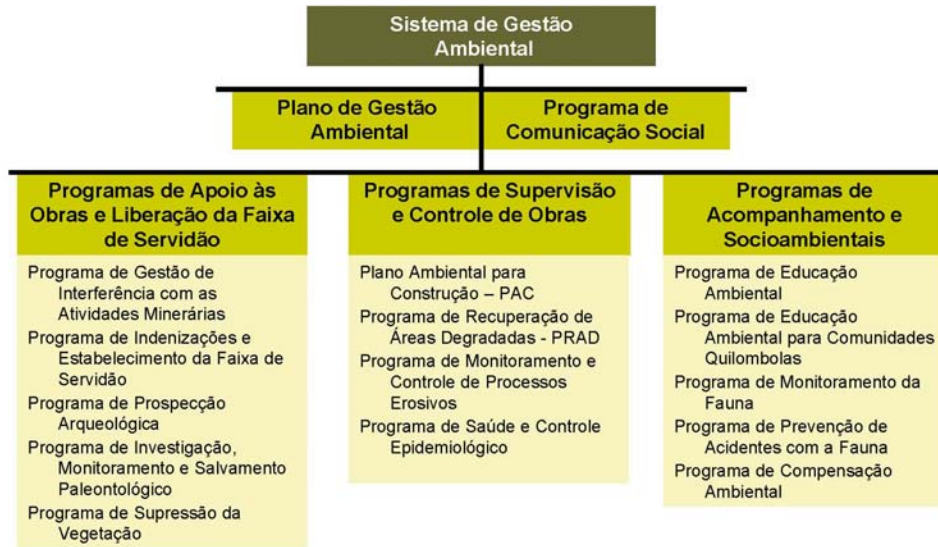 Sistema de Gestão
Ambiental
Plano de Gestão
Ambiental
Programa de
Comunicação Social
Programas de Apoio às
Obras e Liberação da Faixa
de Servidão
Programa de Gestão de
Interferência com as
Atividades Minerárias
Programa de Indenizações e
Estabelecimento da Faixa de
Servidão
Programa de Prospecção
Arqueológica
Programa de Investigação,
Monitoramento e Salvamento
Paleontológico
Programa de Supressão da
Vegetação
Programas de Supervisão
e Controle de Obras
Plano Ambiental para
Construção – PAC
Programa de Recuperação de
Áreas Degradadas - PRAD
Programa de Monitoramento e
Controle de Processos
Erosivos
Programa de Saúde e Controle
Epidemiológico
Programas de
Acompanhamento e
Socioambientais
Programa de Educação
Ambiental
Programa de Educação
Ambiental para Comunidades
Quilombolas
Programa de Monitoramento da
Fauna
Programa de Prevenção de
Acidentes com a Fauna
Programa de Compensação
Ambiental